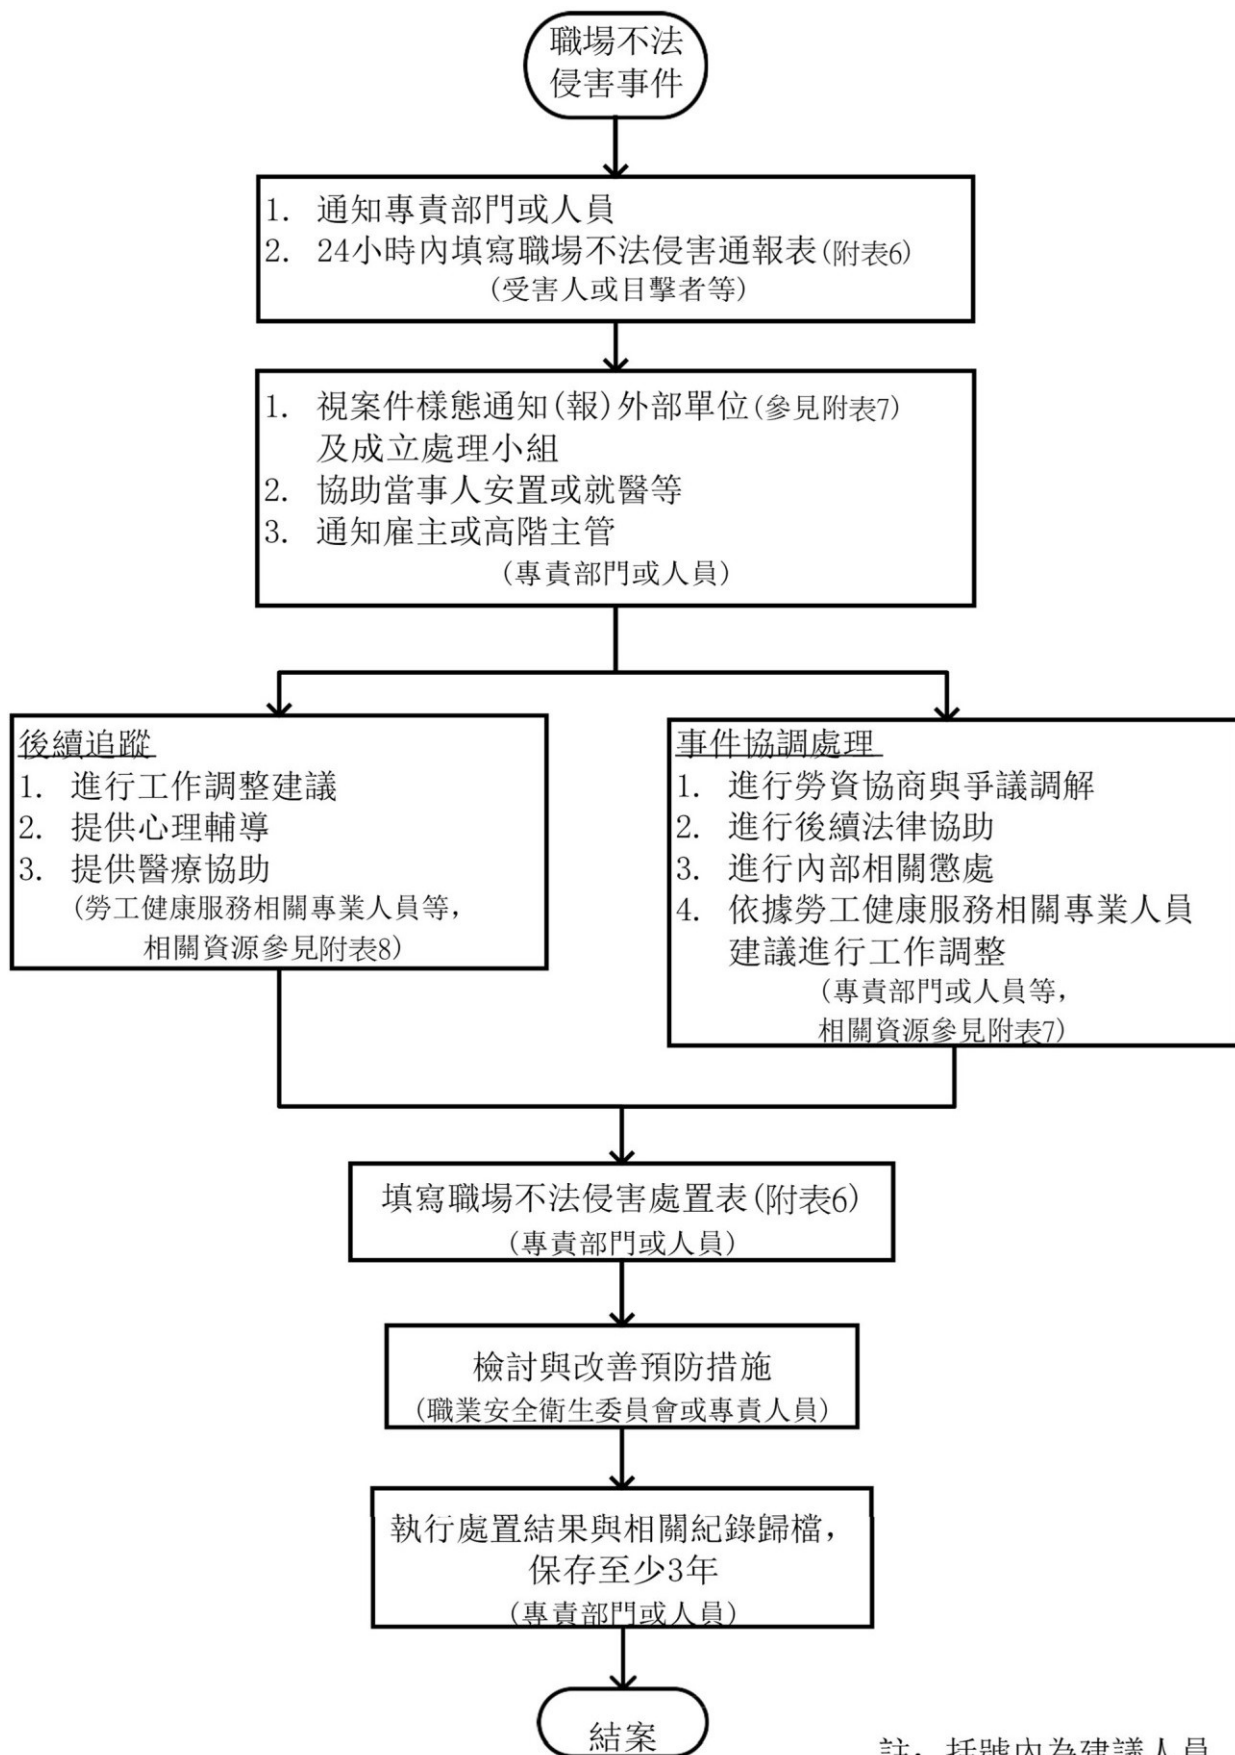 職場不法
侵害事件
1. 通知專責部門或人員
2. 24小時內填寫職場不法侵害通報表(附表6)
(受害人或目擊者等)
1. 視案件樣態通知(報)外部單位(參見附表7)
及成立處理小組
2. 協助當事人安置或就醫等
3. 通知雇主或高階主管
(專責部門或人員)
後續追蹤
1. 進行工作調整建議
2. 提供心理輔導
3. 提供醫療協助
(勞工健康服務相關專業人員等,
相關資源參見附表8)
事件協調處理
1. 進行勞資協商與爭議調解
2. 進行後續法律協助
3. 進行內部相關懲處
4. 依據勞工健康服務相關專業人員
建議進行工作調整
(專責部門或人員等,
相關資源參見附表7)
填寫職場不法侵害處置表(附表6)
(專責部門或人員)
檢討與改善預防措施
(職業安全衛生委員會或專責人員)
執行處置結果與相關紀錄歸檔,
保存至少3年
(專責部門或人員)
結案
註: 括號內為建議人員